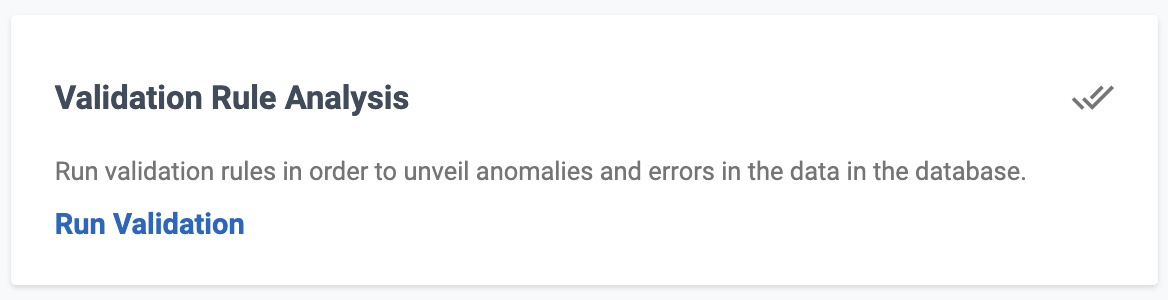 Validation Rule Analysis
Run validation rules in order to unveil anomalies and errors in the data in the database.
Run Validation